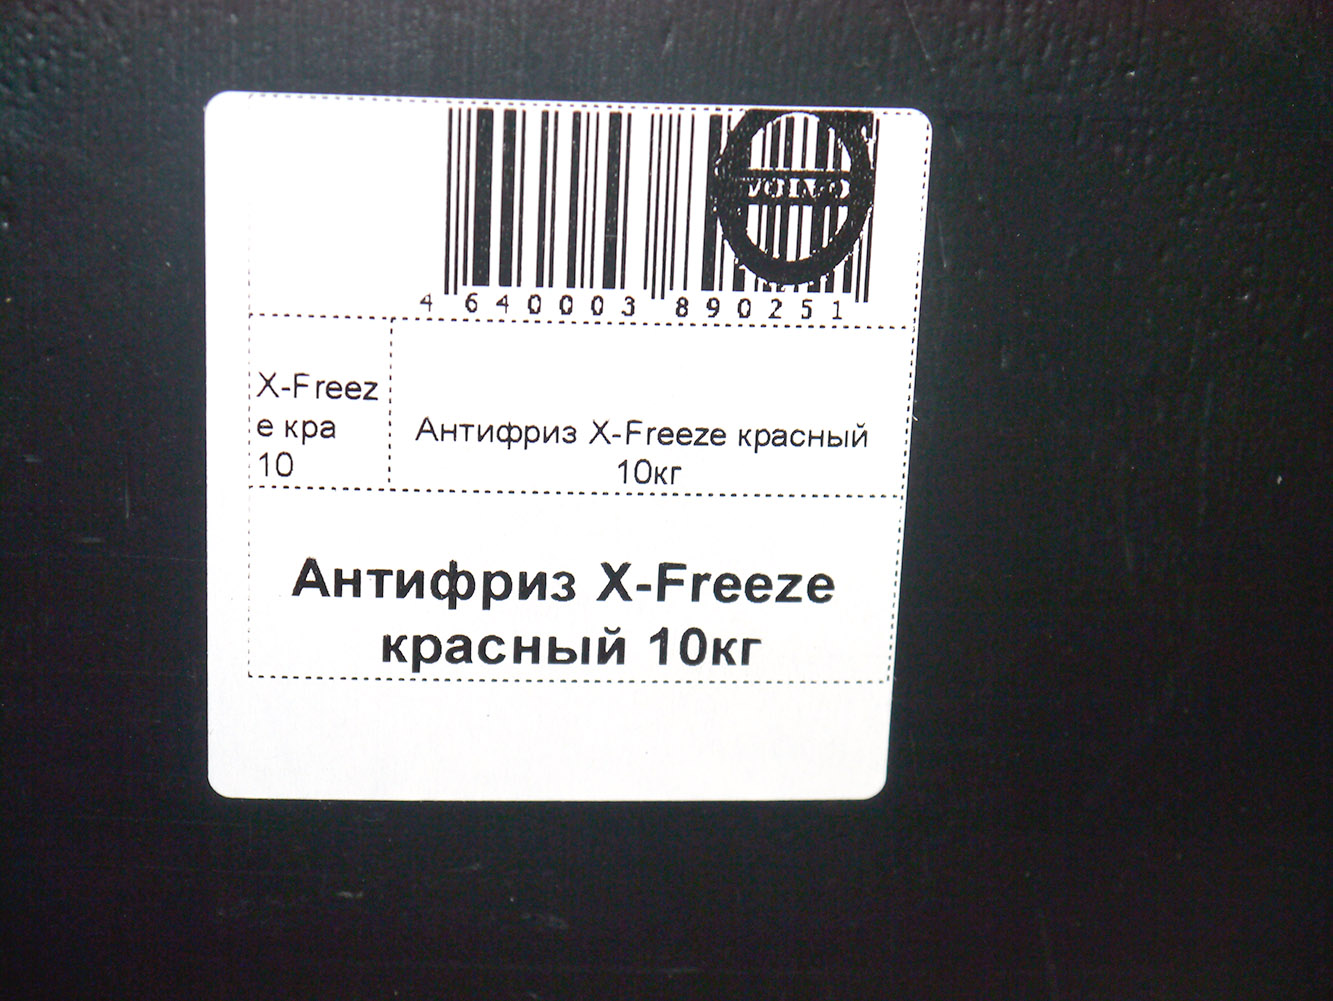 VOLVO
4 640003 890251
X-Freez
е кра
10
Антифриз X-Freeze красный
10кг
Антифриз X-Freeze
красный 10кг